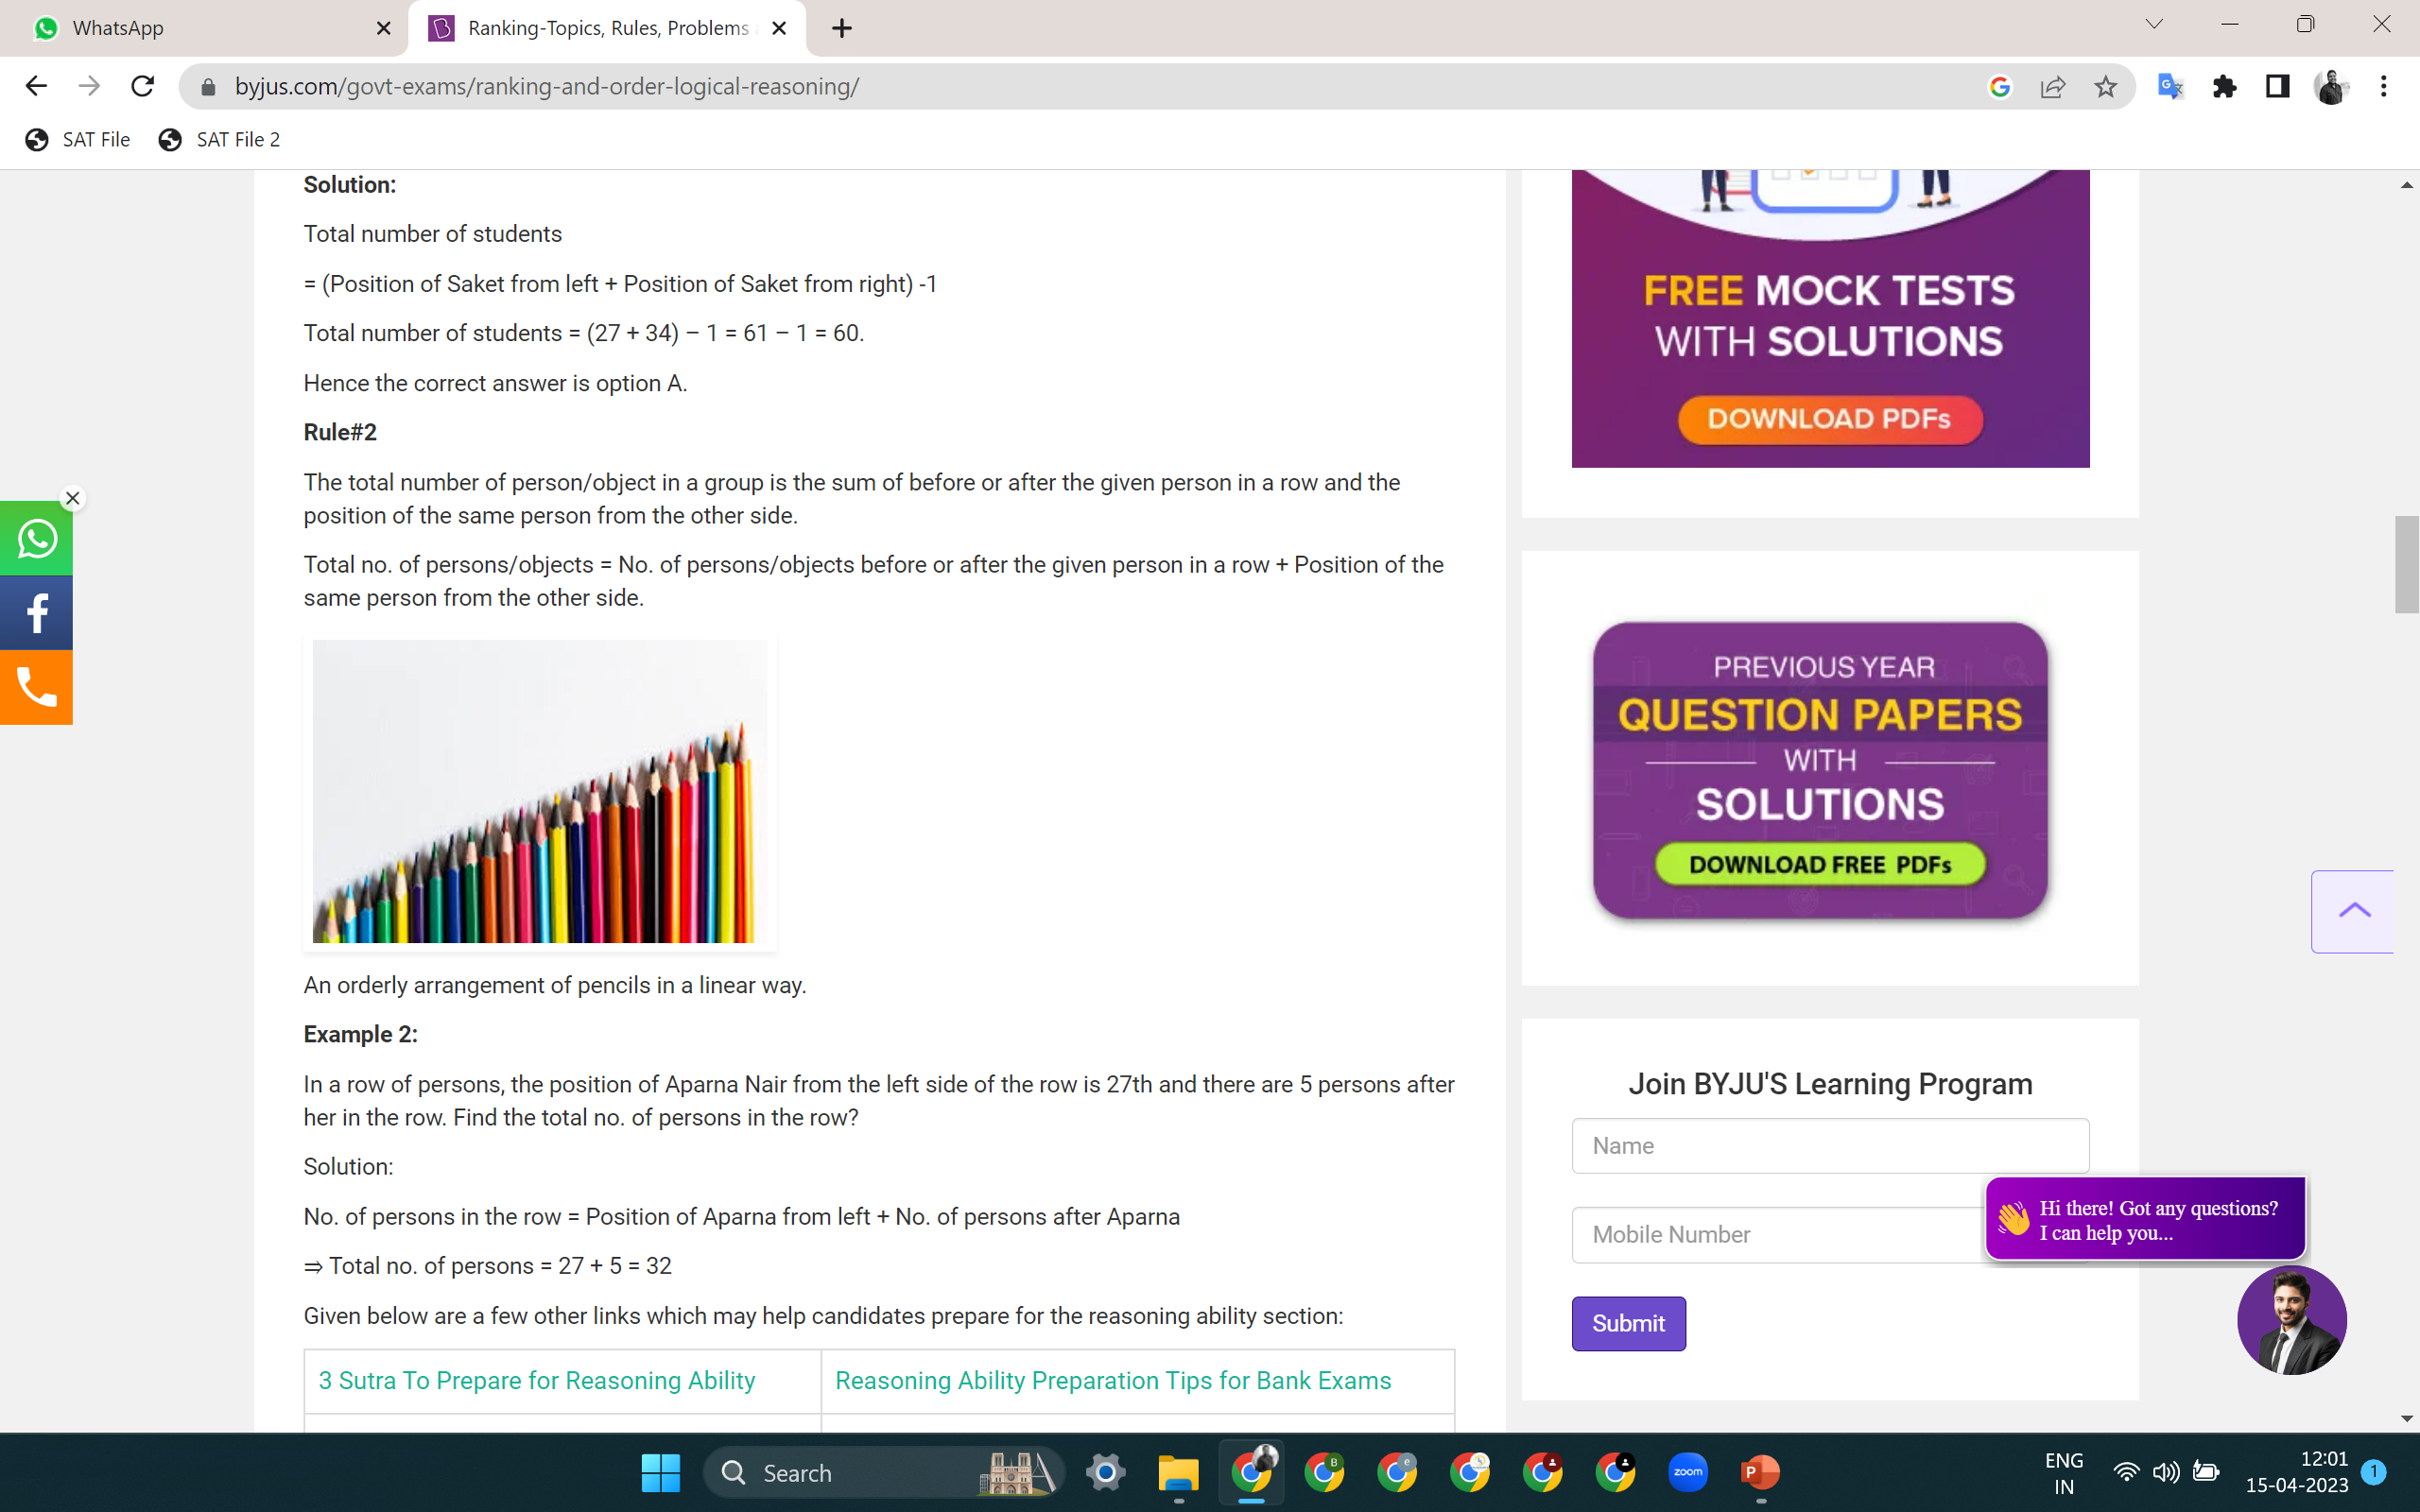 WhatsApp
Ranking-Topics, Rules, Problems
byjus.com/govt-exams/ranking-and-order-logical-reasoning/
SAT File
SAT File 2
Solution:
Total number of students
= (Position of Saket from left + Position of Saket from right) -1
Total number of students = (27 + 34) – 1 = 61 – 1 = 60.
Hence the correct answer is option A.
Rule#2
The total number of person/object in a group is the sum of before or after the given person in a row and the
position of the same person from the other side.
Total no. of persons/objects = No. of persons/objects before or after the given person in a row + Position of the
same person from the other side.
An orderly arrangement of pencils in a linear way.
Example 2:
In a row of persons, the position of Aparna Nair from the left side of the row is 27th and there are 5 persons after
her in the row. Find the total no. of persons in the row?
Solution:
No. of persons in the row = Position of Aparna from left + No. of persons after Aparna
⇒ Total no. of persons = 27 + 5 = 32
Given below are a few other links which may help candidates prepare for the reasoning ability section:
3 Sutra To Prepare for Reasoning Ability
Reasoning Ability Preparation Tips for Bank Exams
FREE MOCK TESTS
WITH SOLUTIONS
DOWNLOAD PDFs
PREVIOUS YEAR
QUESTION PAPERS
WITH
SOLUTIONS
DOWNLOAD FREE PDFs
Join BYJU'S Learning Program
Name
Mobile Number
Hi there! Got any questions?
I can help you...
Submit
Search
zoom
ENG
IN
12:01
15-04-2023
1